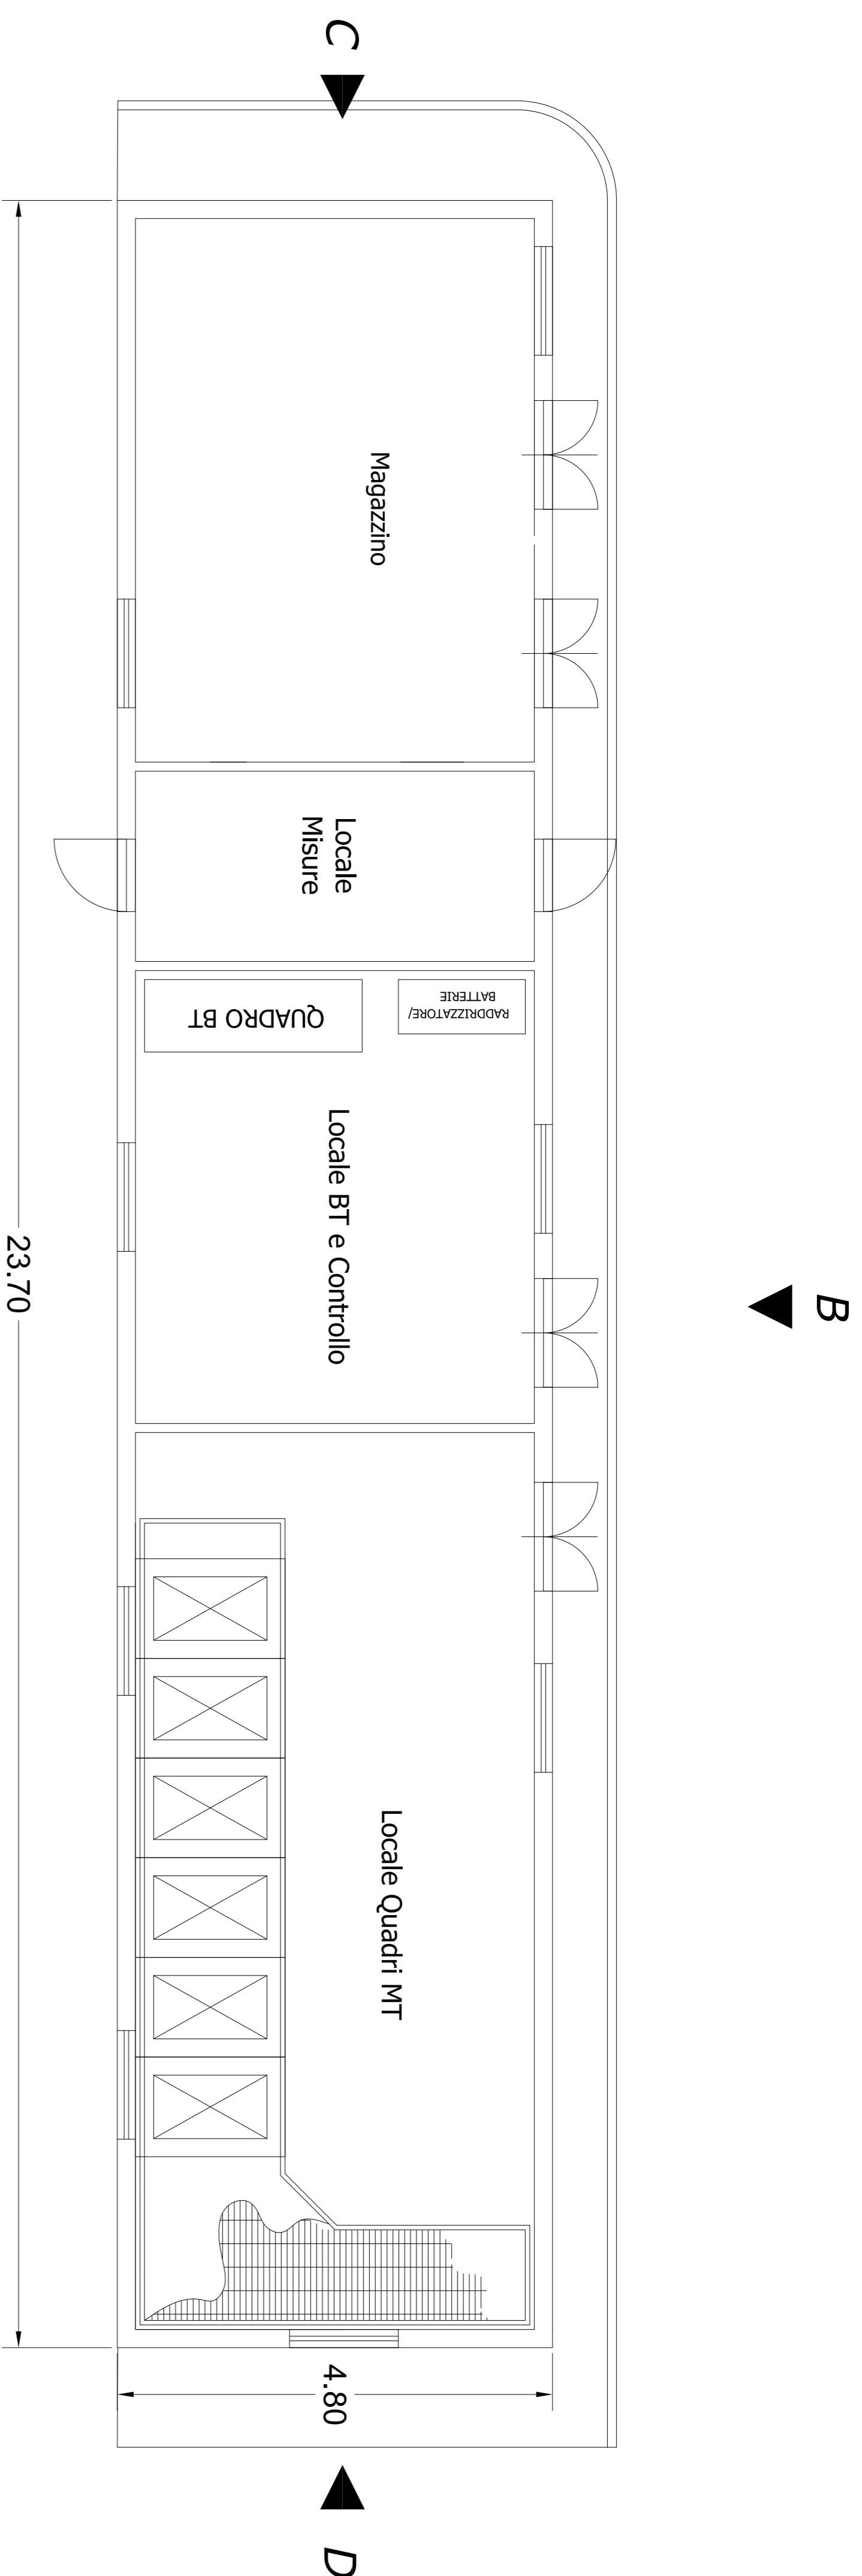 C
Magazzino
Locale
Misure
QUADRO BT
RADDRIZZATORE/
BATTERIE
Locale BT e Controllo
B
23.70
Locale Quadri MT
4.80
D